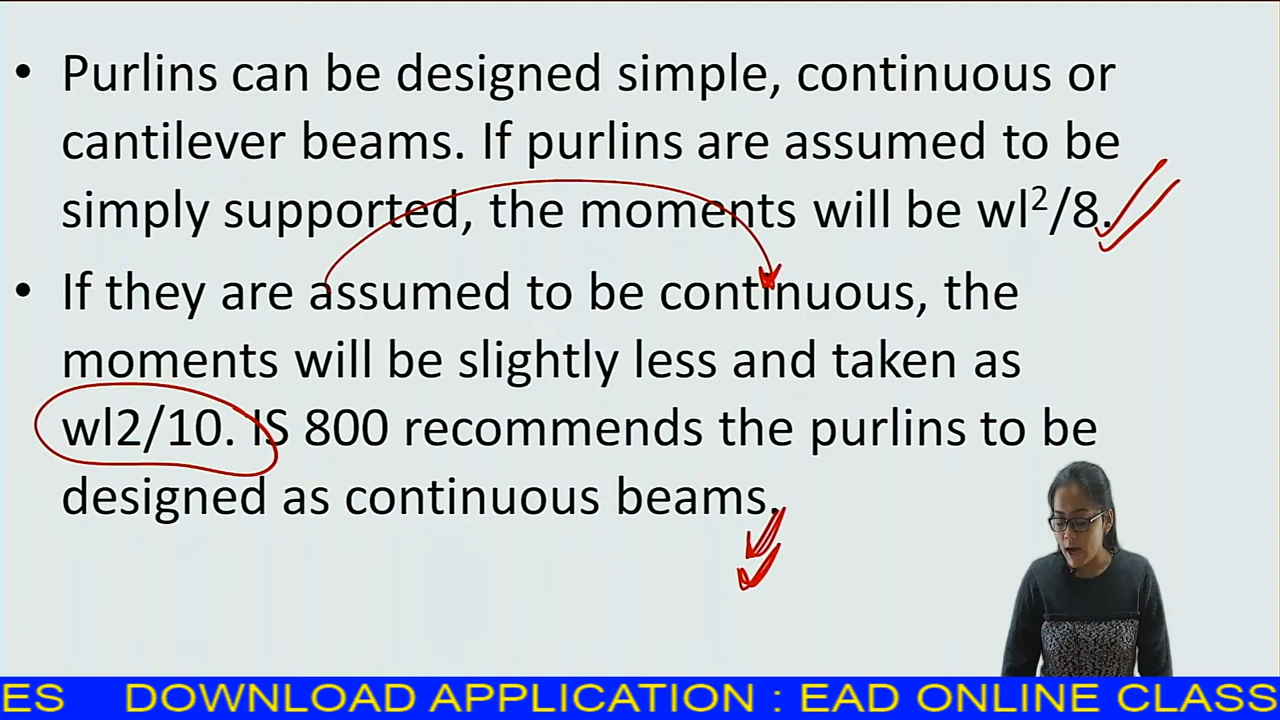 • Purlins can be designed simple, continuous or
cantilever beams. If purlins are assumed to be
simply supported, the moments will be wl²/8.
• If they are assumed to be continuous, the
moments will be slightly less and taken as
wl2/10. IS 800 recommends the purlins to be
designed as continuous beams.
ES DOWNLOAD APPLICATION : EAD ONLINE CLASS